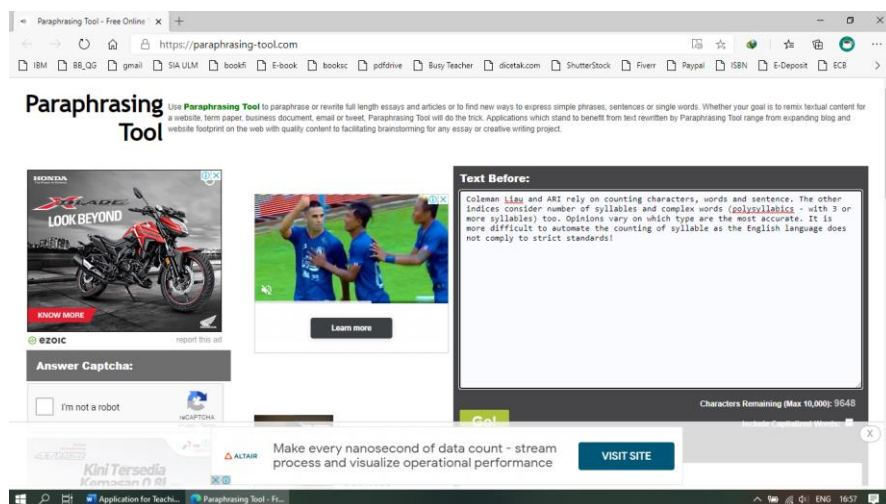 Paraphrasing Tool - Free Online
https://paraphrasing-tool.com
IBM BB_QG gmail SIA ULM bookfi E-book booksc pdfdrive Busy Teacher dicetak.com ShutterStock Fiverr Paypal ISBN E-Deposit ECB
Paraphrasing
Tool
Use Paraphrasing Tool to paraphrase or rewrite full length essays and articles or to find new ways to express simple phrases, sentences or single words. Whether your goal is to remix textual content for
a website, term paper, business document, email or tweet, Paraphrasing Tool will do the trick. Applications which stand to benefit from text rewritten by Paraphrasing Tool range from expanding blog and
website footprint on the web with quality content to facilitating brainstorming for any essay or creative writing project.
HONDA
XBLADE
LOOK BEYOND
KNOW MORE
ezoic
report this ad
Learn more
Answer Captcha:
I'm not a robot
reCAPTCHA
Text Before:
Coleman Liau and ARI rely on counting characters, words and sentence. The other
indices consider number of syllables and complex words (polysyllabics - with 3 or
more syllables) too. Opinions vary on which type are the most accurate. It is
more difficult to automate the counting of syllable as the English language does
not comply to strict standards!
Characters Remaining (Max 10,000): 9648
Go!
Include Capitalized Words:
Kini Tersedia
Kemasan 0.8L
ALTAIR
Make every nanosecond of data count - stream
process and visualize operational performance
VISIT SITE
Application for Teachi...
Paraphrasing Tool - Fr...
ENG
16:57